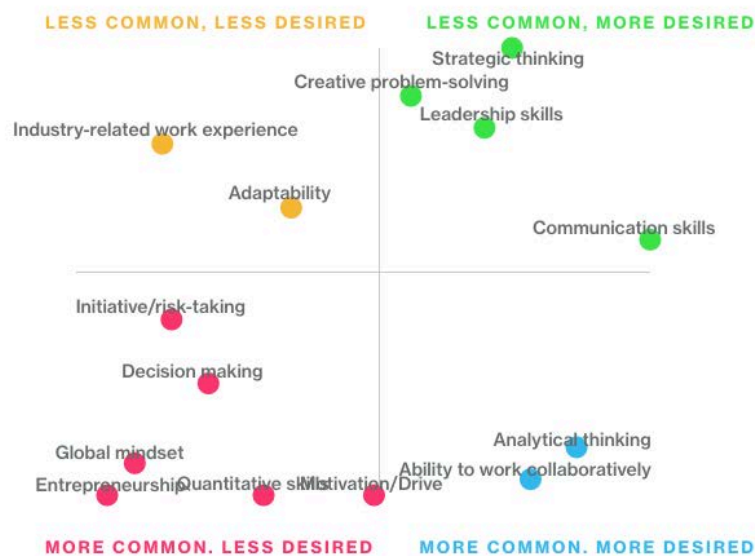 LESS COMMON, LESS DESIRED
LESS COMMON, MORE DESIRED
Strategic thinking
Creative problem-solving
Leadership skills
Industry-related work experience
Adaptability
Communication skills
Initiative/risk-taking
Decision making
Analytical thinking
Global mindset
Ability to work collaboratively
Entrepreneurship
Quantitative skills
Motivation/Drive
MORE COMMON. LESS DESIRED
MORE COMMON. MORE DESIRED